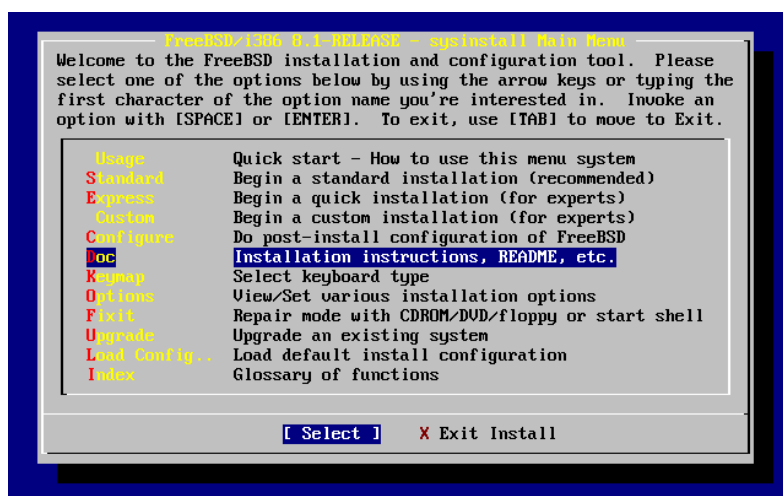 FreeBSD/i386 8.1-RELEASE - sysinstall Main Menu
Welcome to the FreeBSD installation and configuration tool.  Please
select one of the options below by using the arrow keys or typing the
first character of the option name you're interested in.  Invoke an
option with [SPACE] or [ENTER].  To exit, use [TAB] to move to Exit.
Usage Quick start - How to use this menu system
Standard Begin a standard installation (recommended)
Express Begin a quick installation (for experts)
Custom Begin a custom installation (for experts)
Configure Do post-install configuration of FreeBSD
Doc Installation instructions, README, etc.
Keymap Select keyboard type
Options View/Set various installation options
Fixit Repair mode with CDROM/DVD/floppy or start shell
Upgrade Upgrade an existing system
Load Config.. Load default install configuration
Index Glossary of functions
[ Select ] X Exit Install